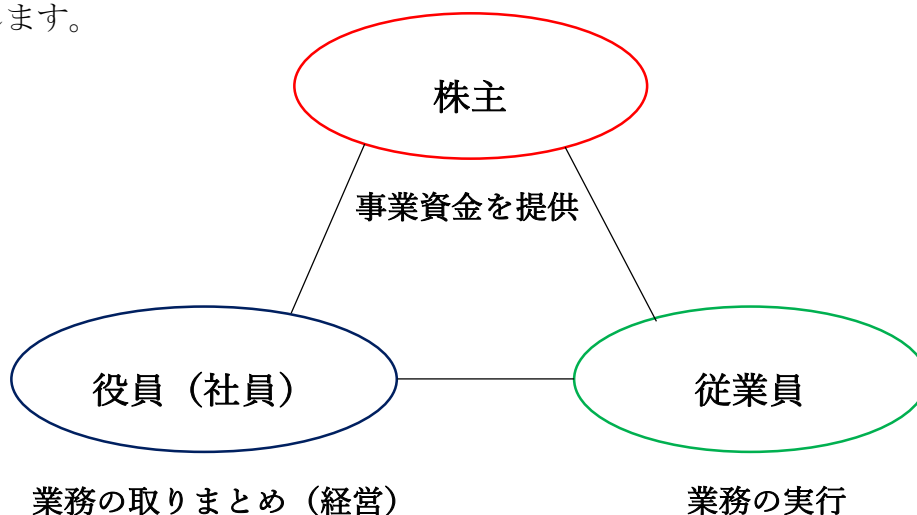 します。
株主
事業資金を提供
役員（社員）
従業員
業務の取りまとめ（経営）
業務の実行